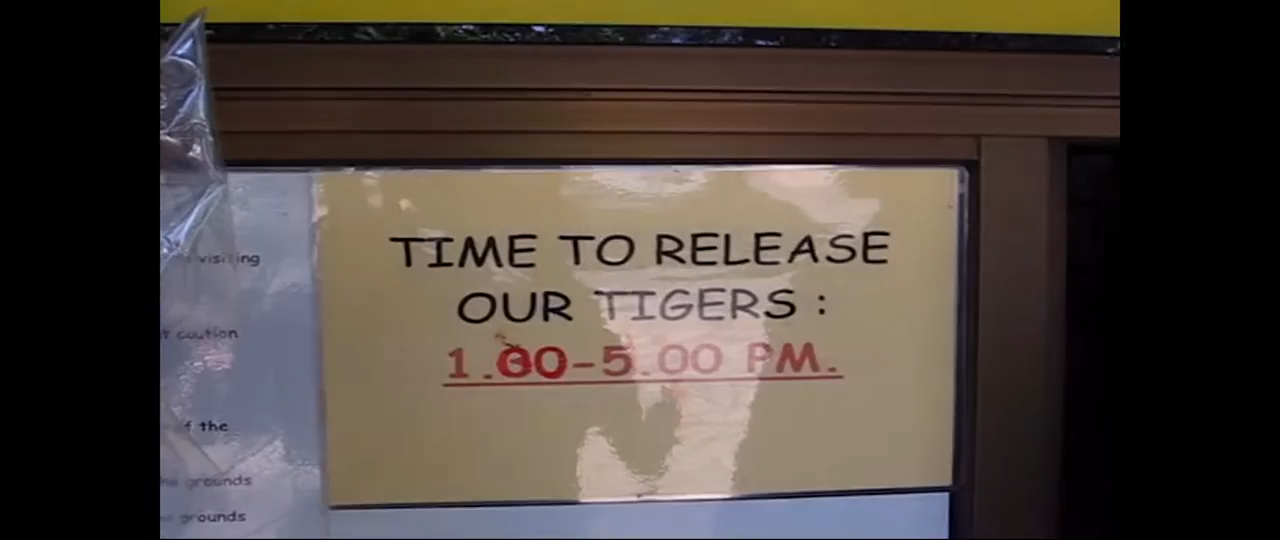 visiting
caution
TIME TO RELEASE
OUR TIGERS :
1.00-5.00 PM.
f the
grounds
grounds